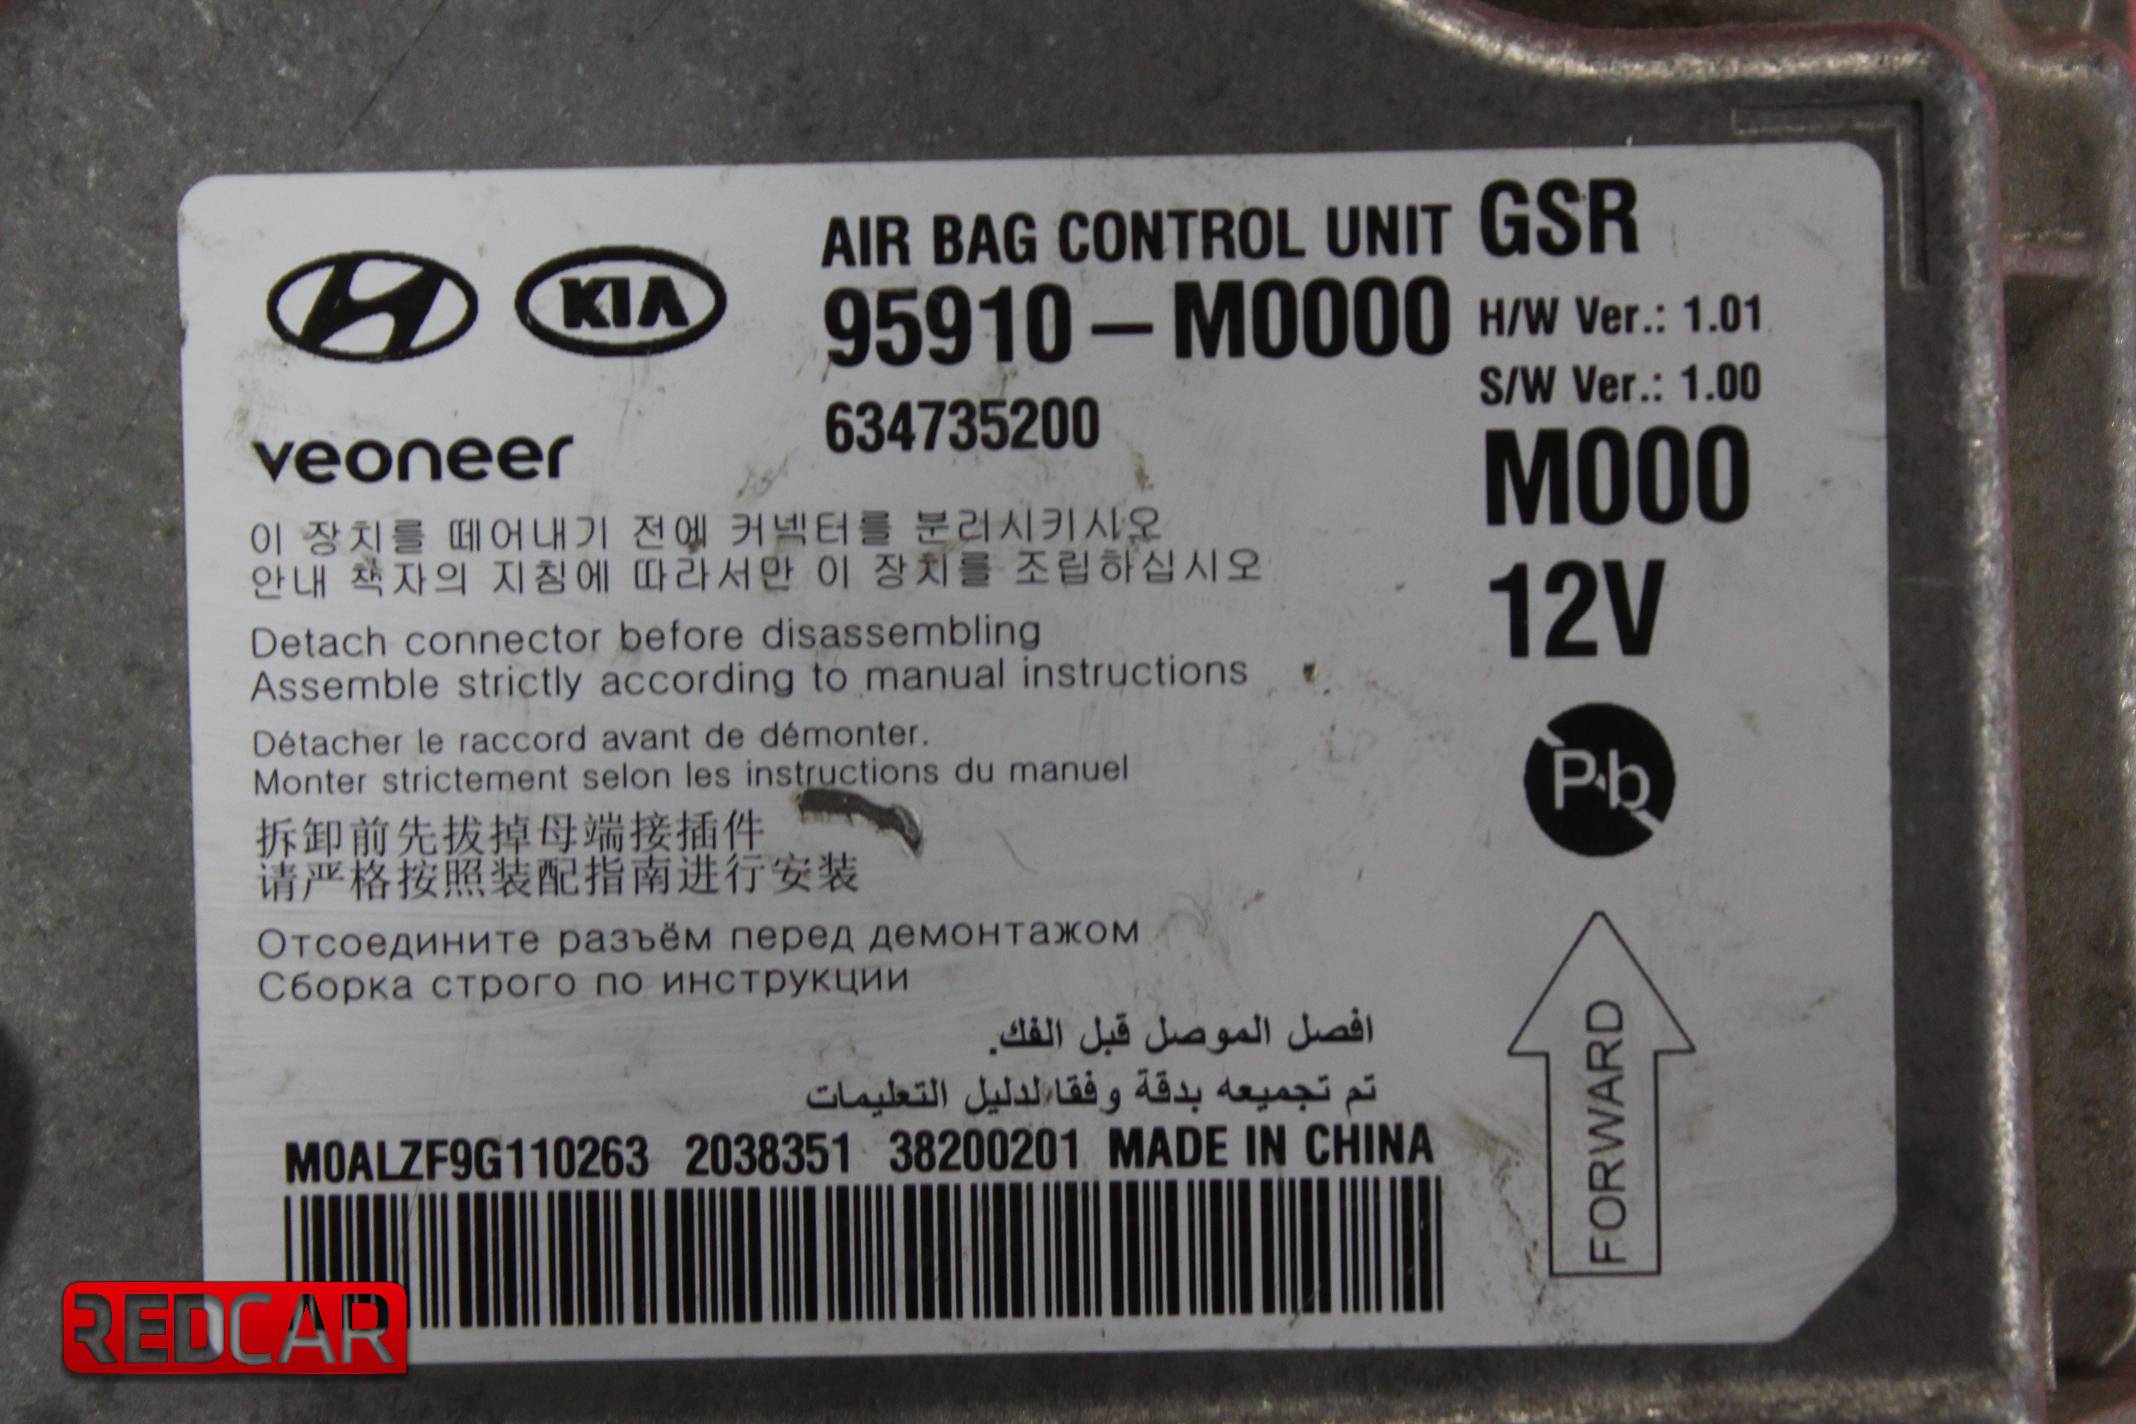 AIR BAG CONTROL UNIT GSR
KIA
95910-M0000
H/W Ver.: 1.01
S/W Ver.: 1.00
veoneer
634735200
M000
12V
이 장치를 떼어내기 전에 커넥터를 분리시키시오
안내 책자의 지침에 따라서만 이 장치를 조립하십시오
Detach connector before disassembling
Assemble strictly according to manual instructions
Détacher le raccord avant de démonter.
Monter strictement selon les instructions du manuel
Pb
拆卸前先拔掉母端接插件
请严格按照装配指南进行安装
Отсоедините разъём перед демонтажом
Сборка строго по инструкции
افصل الموصل قبل الفك.
تم تجميعه بدقة وفقا لدليل التعليمات
FORWARD
M0ALZF9G110263 2038351 38200201 MADE IN CHINA
REDCAR